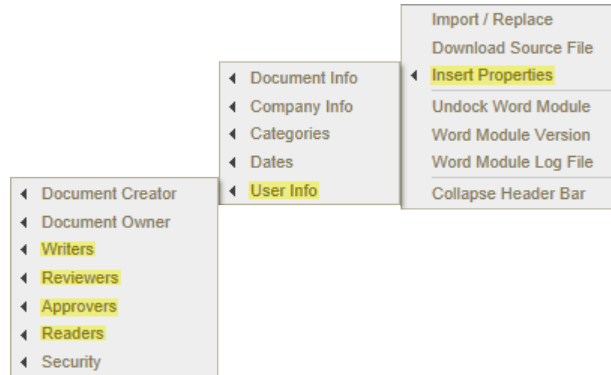 Import / Replace
Download Source File
Insert Properties
Undock Word Module
Word Module Version
Word Module Log File
Collapse Header Bar
Document Info
Company Info
Categories
Dates
User Info
Document Creator
Document Owner
Writers
Reviewers
Approvers
Readers
Security